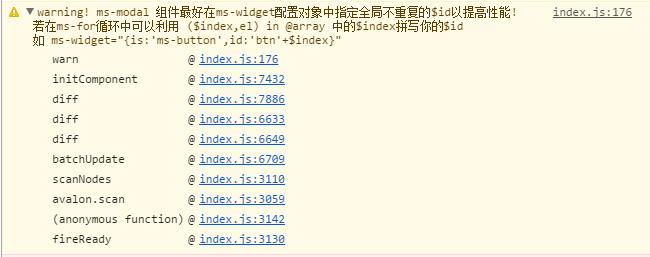 warning! ms-modal 组件最好在ms-widget配置对象中指定全局不重复的$id以提高性能! index.js:176
若在ms-for循环中可以利用 ($index,el) in @array 中的$index拼写你的$id
如 ms-widget="{is:'ms-button',id:'btn'+$index}"
warn @ index.js:176
initComponent @ index.js:7432
diff @ index.js:7886
diff @ index.js:6633
diff @ index.js:6649
batchUpdate @ index.js:6709
scanNodes @ index.js:3110
avalon.scan @ index.js:3059
(anonymous function) @ index.js:3142
fireReady @ index.js:3130